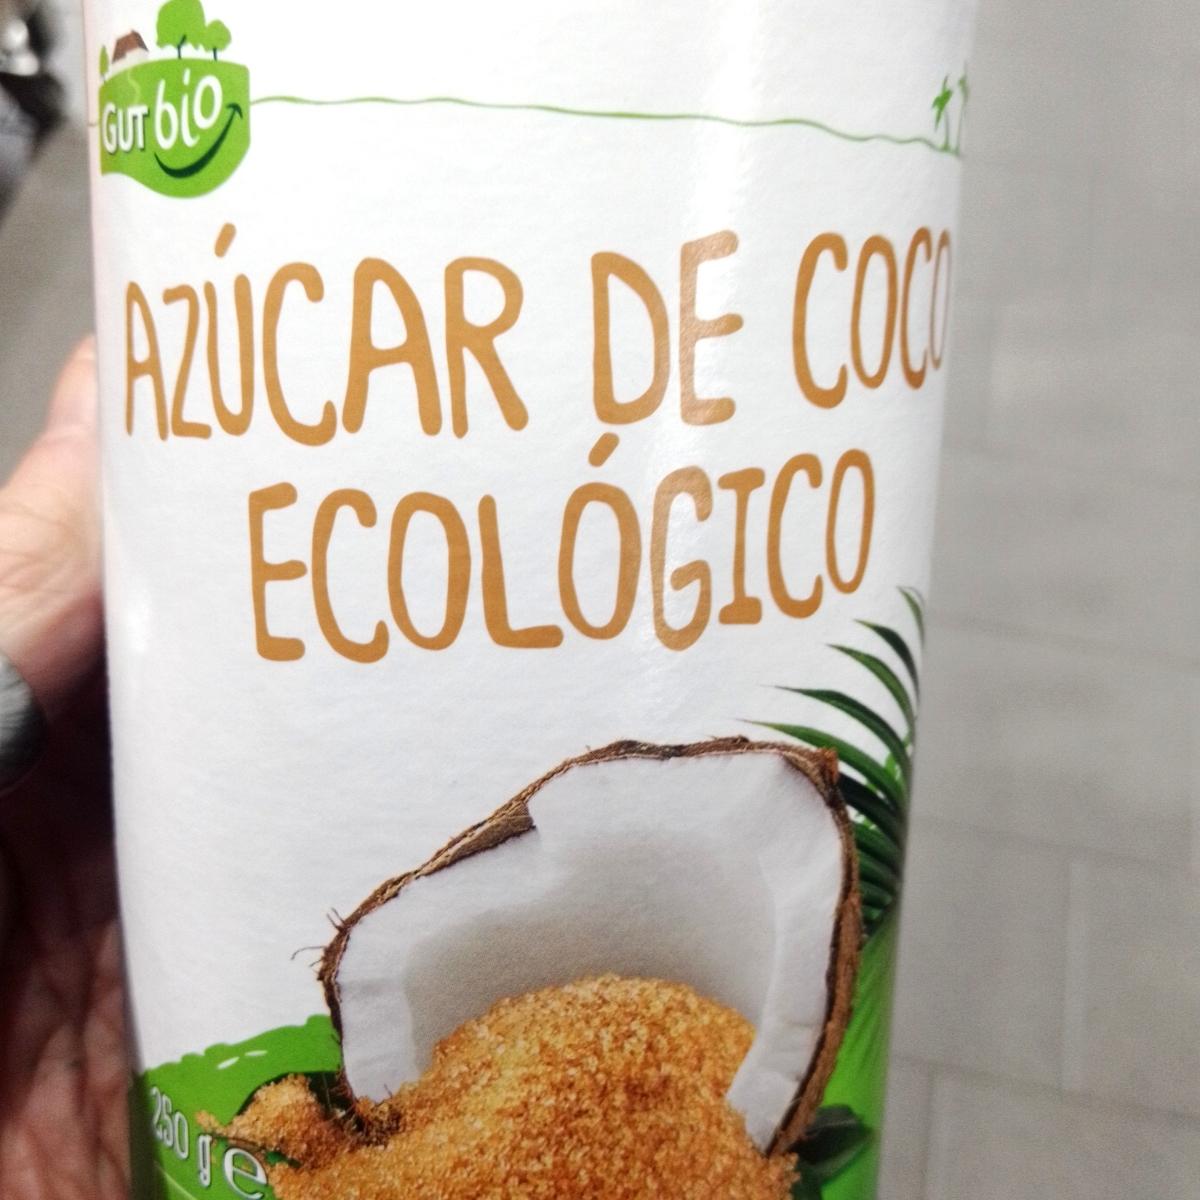 GUT bio
AZÚCAR DE COCO
ECOLÓGICO
250 g e